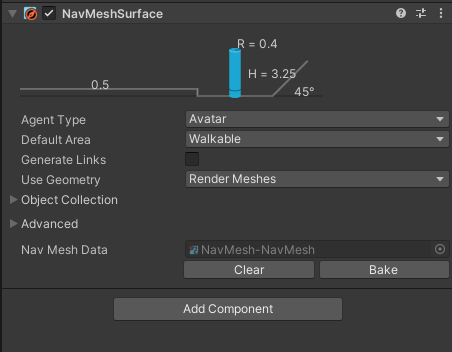 NavMeshSurface
R = 0.4
0.5
H = 3.25
45°
Agent Type Avatar
Default Area Walkable
Generate Links
Use Geometry Render Meshes
Object Collection
Advanced
Nav Mesh Data NavMesh-NavMesh
Clear Bake
Add Component